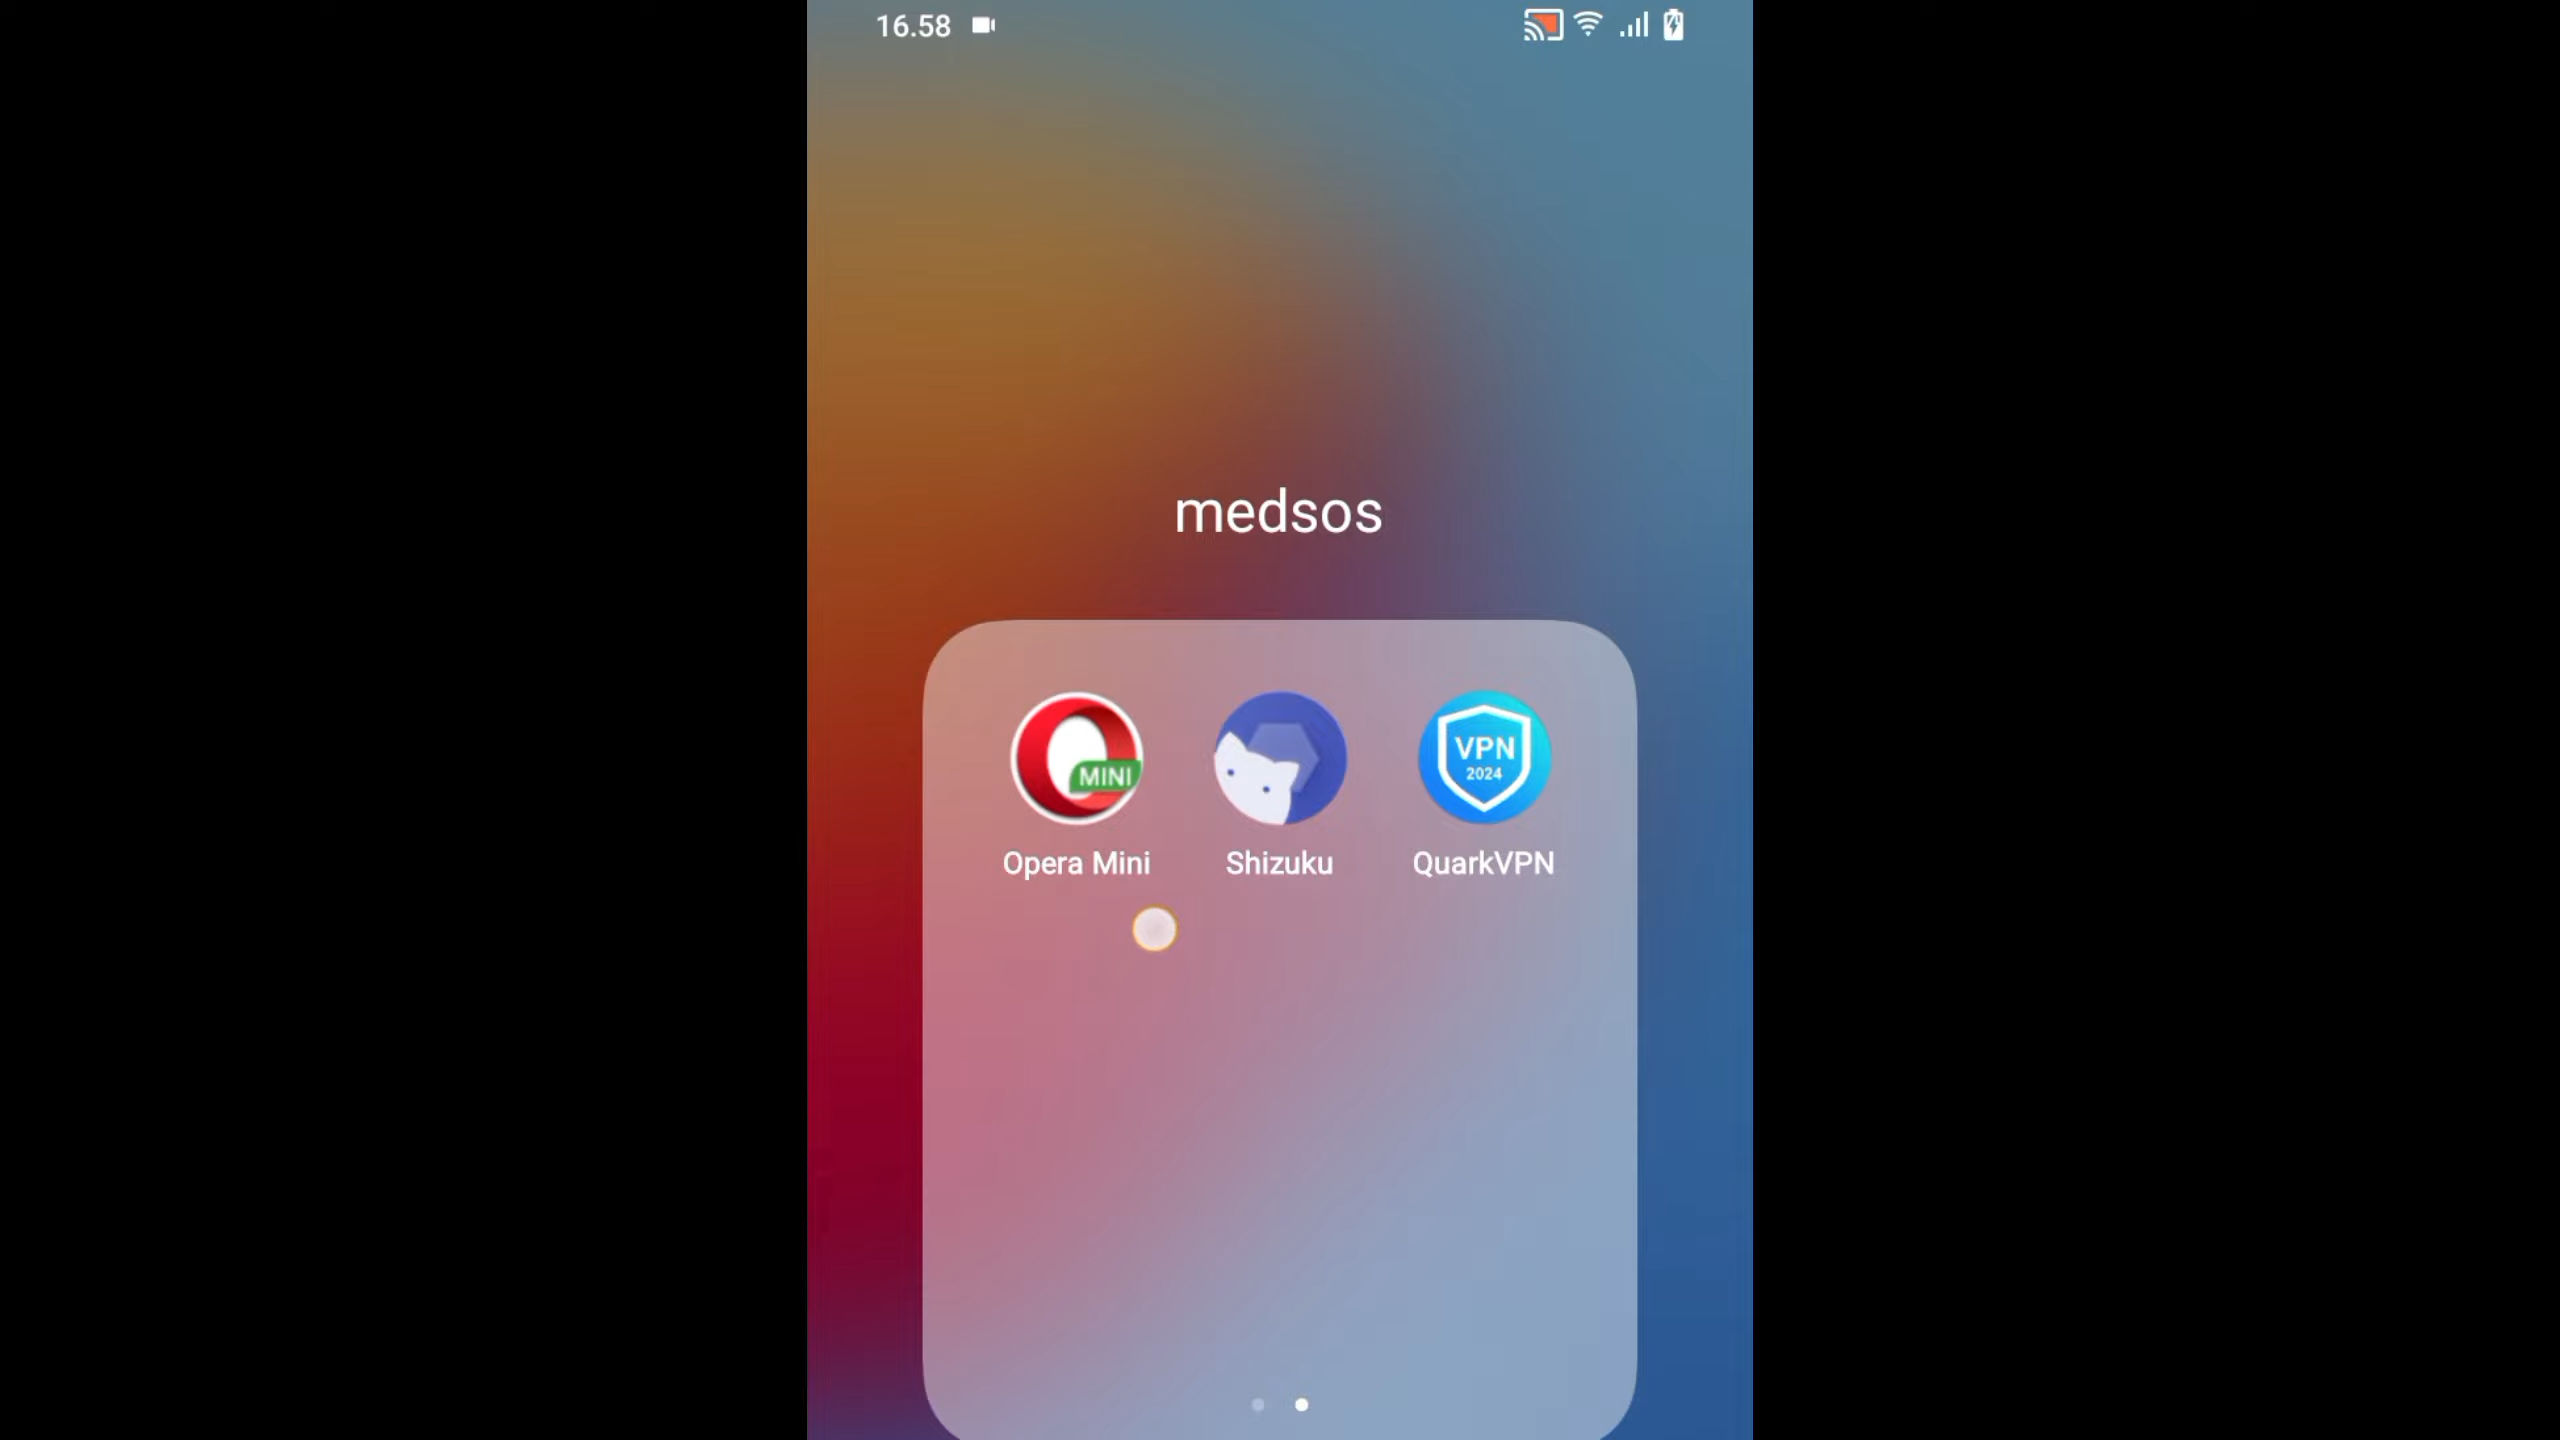 16.58
medsos
MINI
VPN
2024
Opera Mini
Shizuku
QuarkVPN